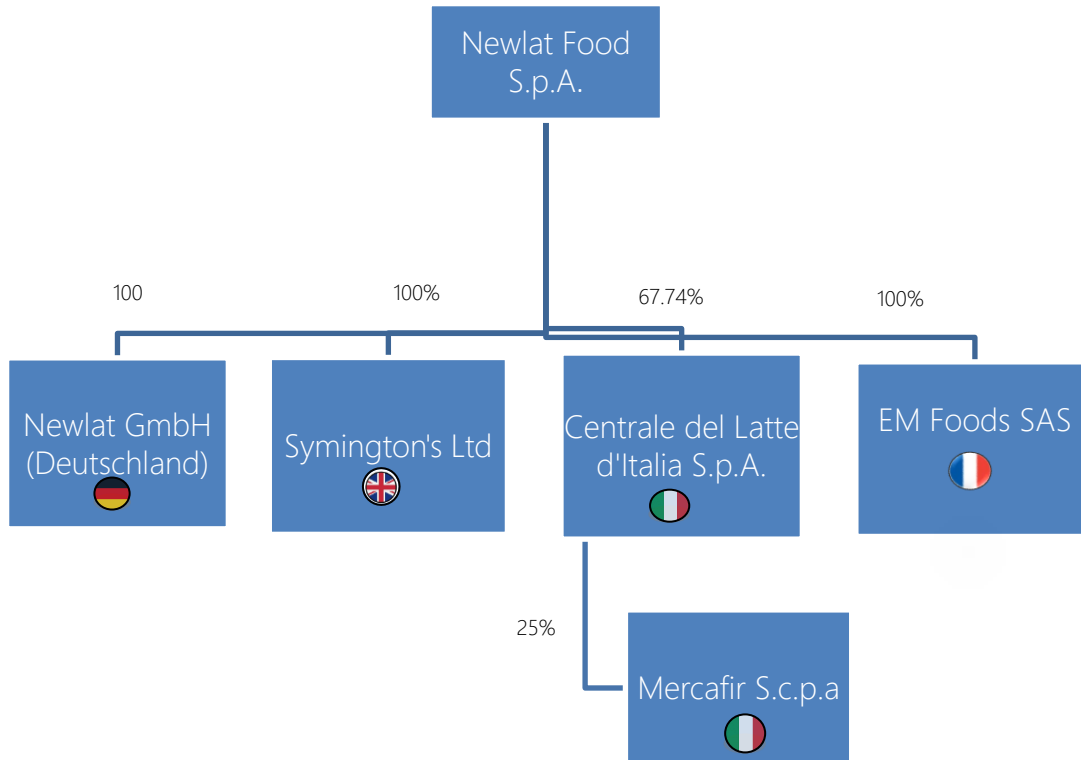 Newlat Food
S.p.A.
100
100%
67.74%
100%
Newlat GmbH
(Deutschland)
Symington's Ltd
Centrale del Latte
d'Italia S.p.A.
EM Foods SAS
25%
Mercafir S.c.p.a